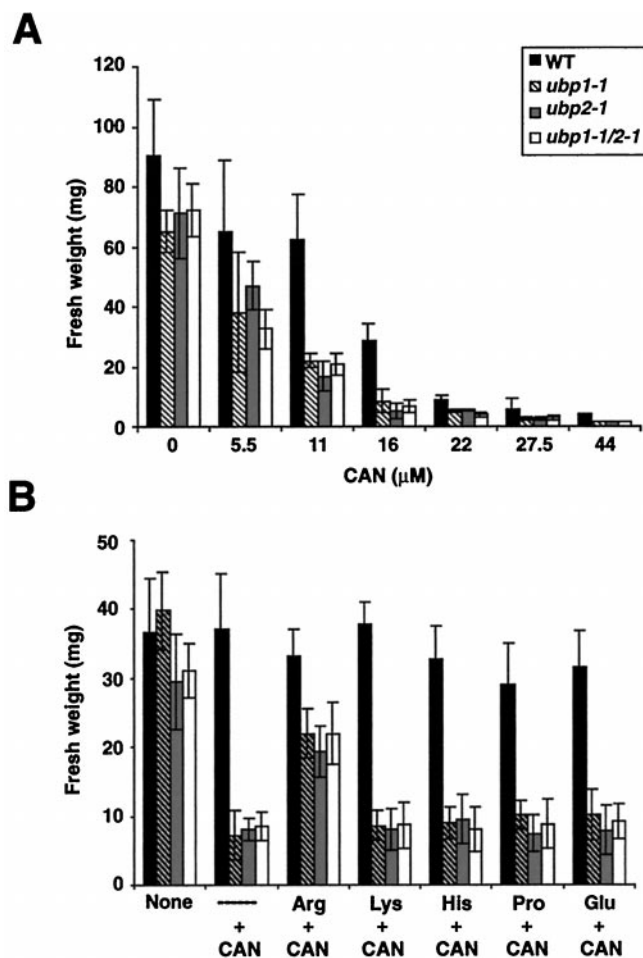 A
120
100
80
60
40
20
0
Fresh weight (mg)
WT
ubp1-1
ubp2-1
ubp1-1/2-1
0 5.5 11 16 22 27.5 44
CAN (µM)
B
50
40
30
20
10
0
Fresh weight (mg)
None ------- Arg Lys His Pro Glu
+ + + + + +
CAN CAN CAN CAN CAN CAN